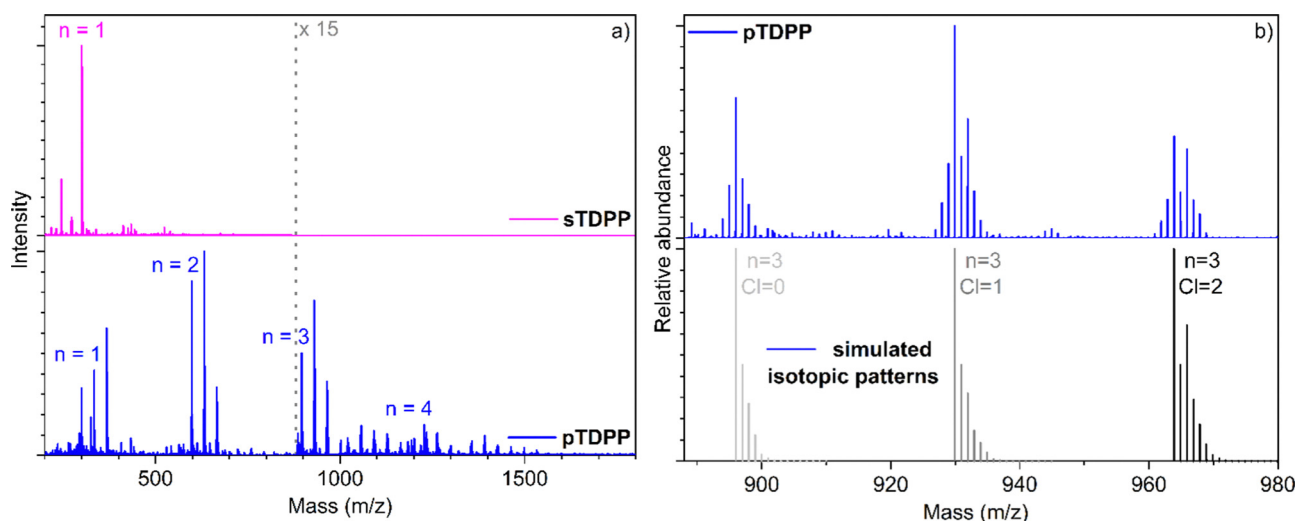 n = 1
x 15
a)
sTDPP
n = 2
n = 1
n = 3
n = 4
pTDPP
Intensity
500
1000
1500
Mass (m/z)
pTDPP
b)
n=3
Cl=0
n=3
Cl=1
n=3
Cl=2
simulated
isotopic patterns
Relative abundance
900
920
940
960
980
Mass (m/z)